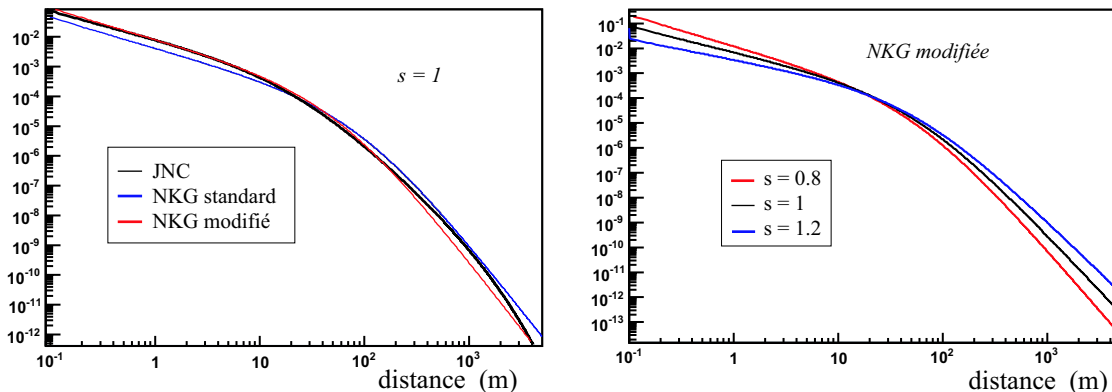 10⁻²
10⁻³
10⁻⁴
10⁻⁵
10⁻⁶
10⁻⁷
10⁻⁸
10⁻⁹
10⁻¹⁰
10⁻¹¹
10⁻¹²
s = 1
JNC
NKG standard
NKG modifié
10⁻¹ 1 10 10² 10³
distance (m)
10⁻¹
10⁻²
10⁻³
10⁻⁴
10⁻⁵
10⁻⁶
10⁻⁷
10⁻⁸
10⁻⁹
10⁻¹⁰
10⁻¹¹
10⁻¹²
10⁻¹³
NKG modifiée
s = 0.8
s = 1
s = 1.2
10⁻¹ 1 10 10² 10³
distance (m)